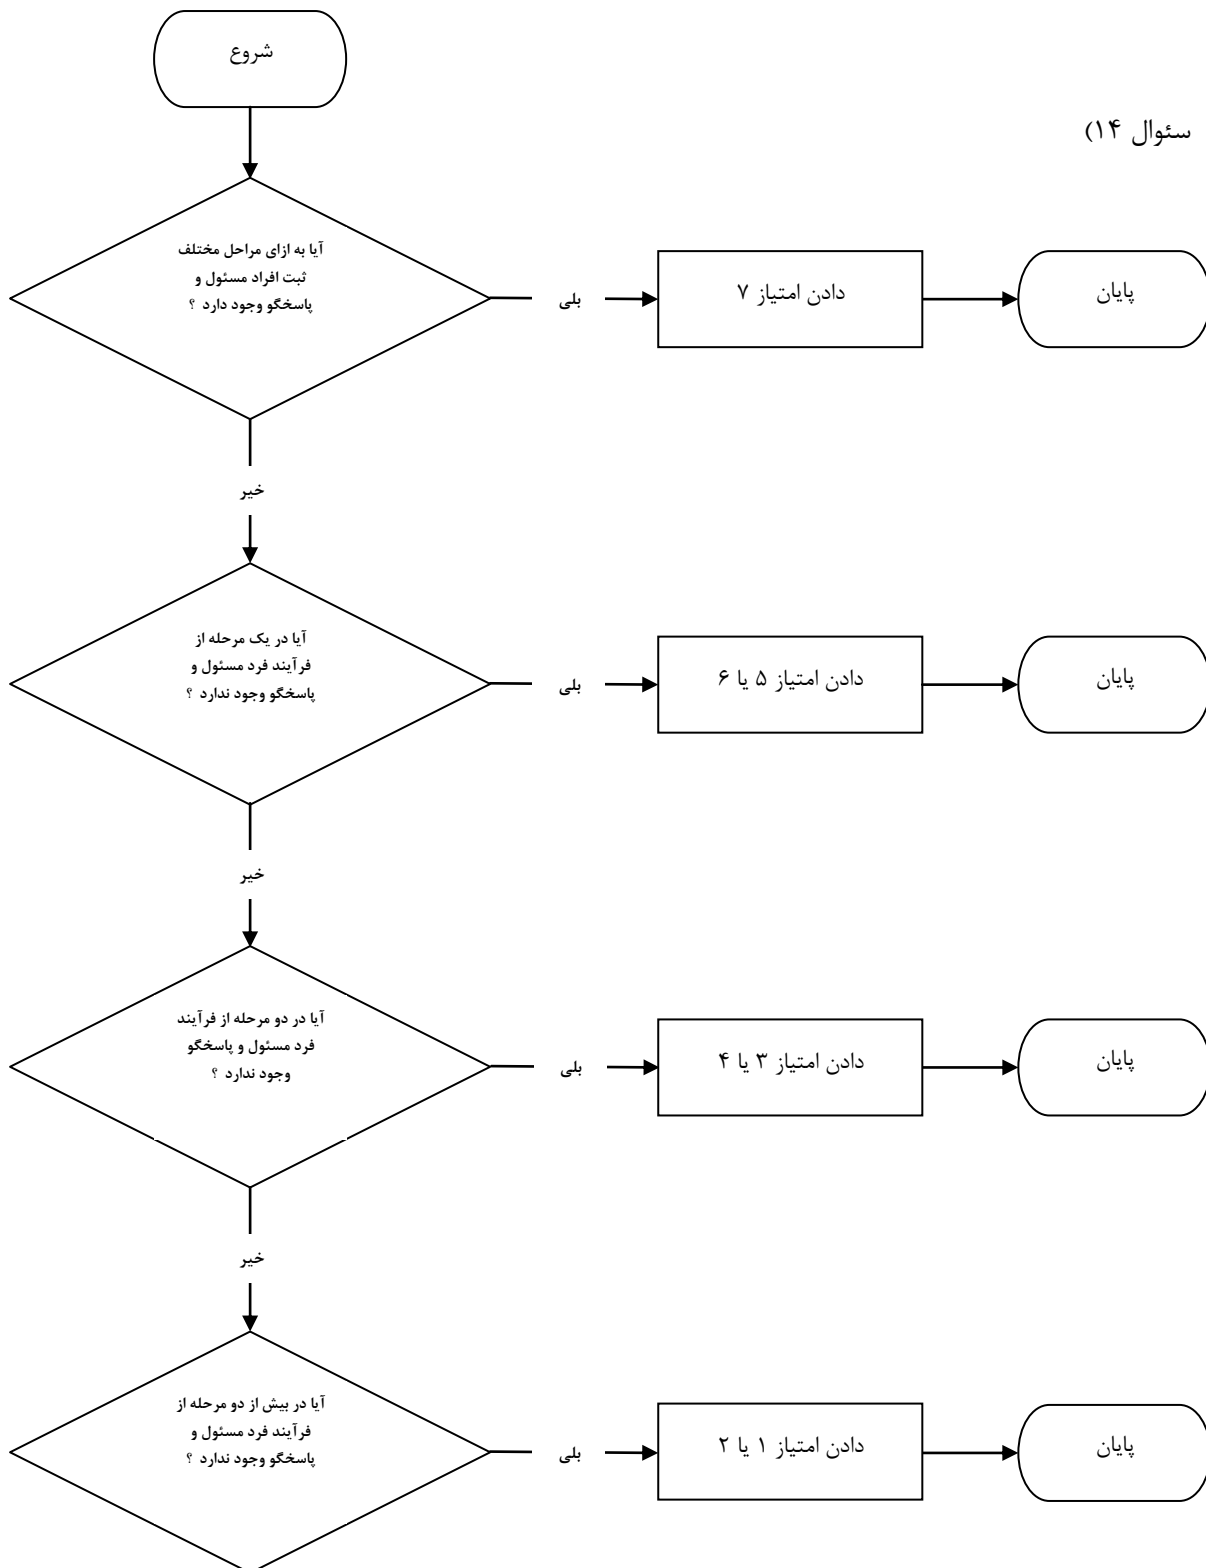 شروع
سئوال ۱۴)
آیا به ازای مراحل مختلف
ثبت افراد مسئول و
پاسخگو وجود دارد ؟
بلی
دادن امتیاز ۷
پایان
خیر
آیا در یک مرحله از
فرآیند فرد مسئول و
پاسخگو وجود ندارد ؟
بلی
دادن امتیاز ۵ یا ۶
پایان
خیر
آیا در دو مرحله از فرآیند
فرد مسئول و پاسخگو
وجود ندارد ؟
بلی
دادن امتیاز ۳ یا ۴
پایان
خیر
آیا در بیش از دو مرحله از
فرآیند فرد مسئول و
پاسخگو وجود ندارد ؟
بلی
دادن امتیاز ۱ یا ۲
پایان